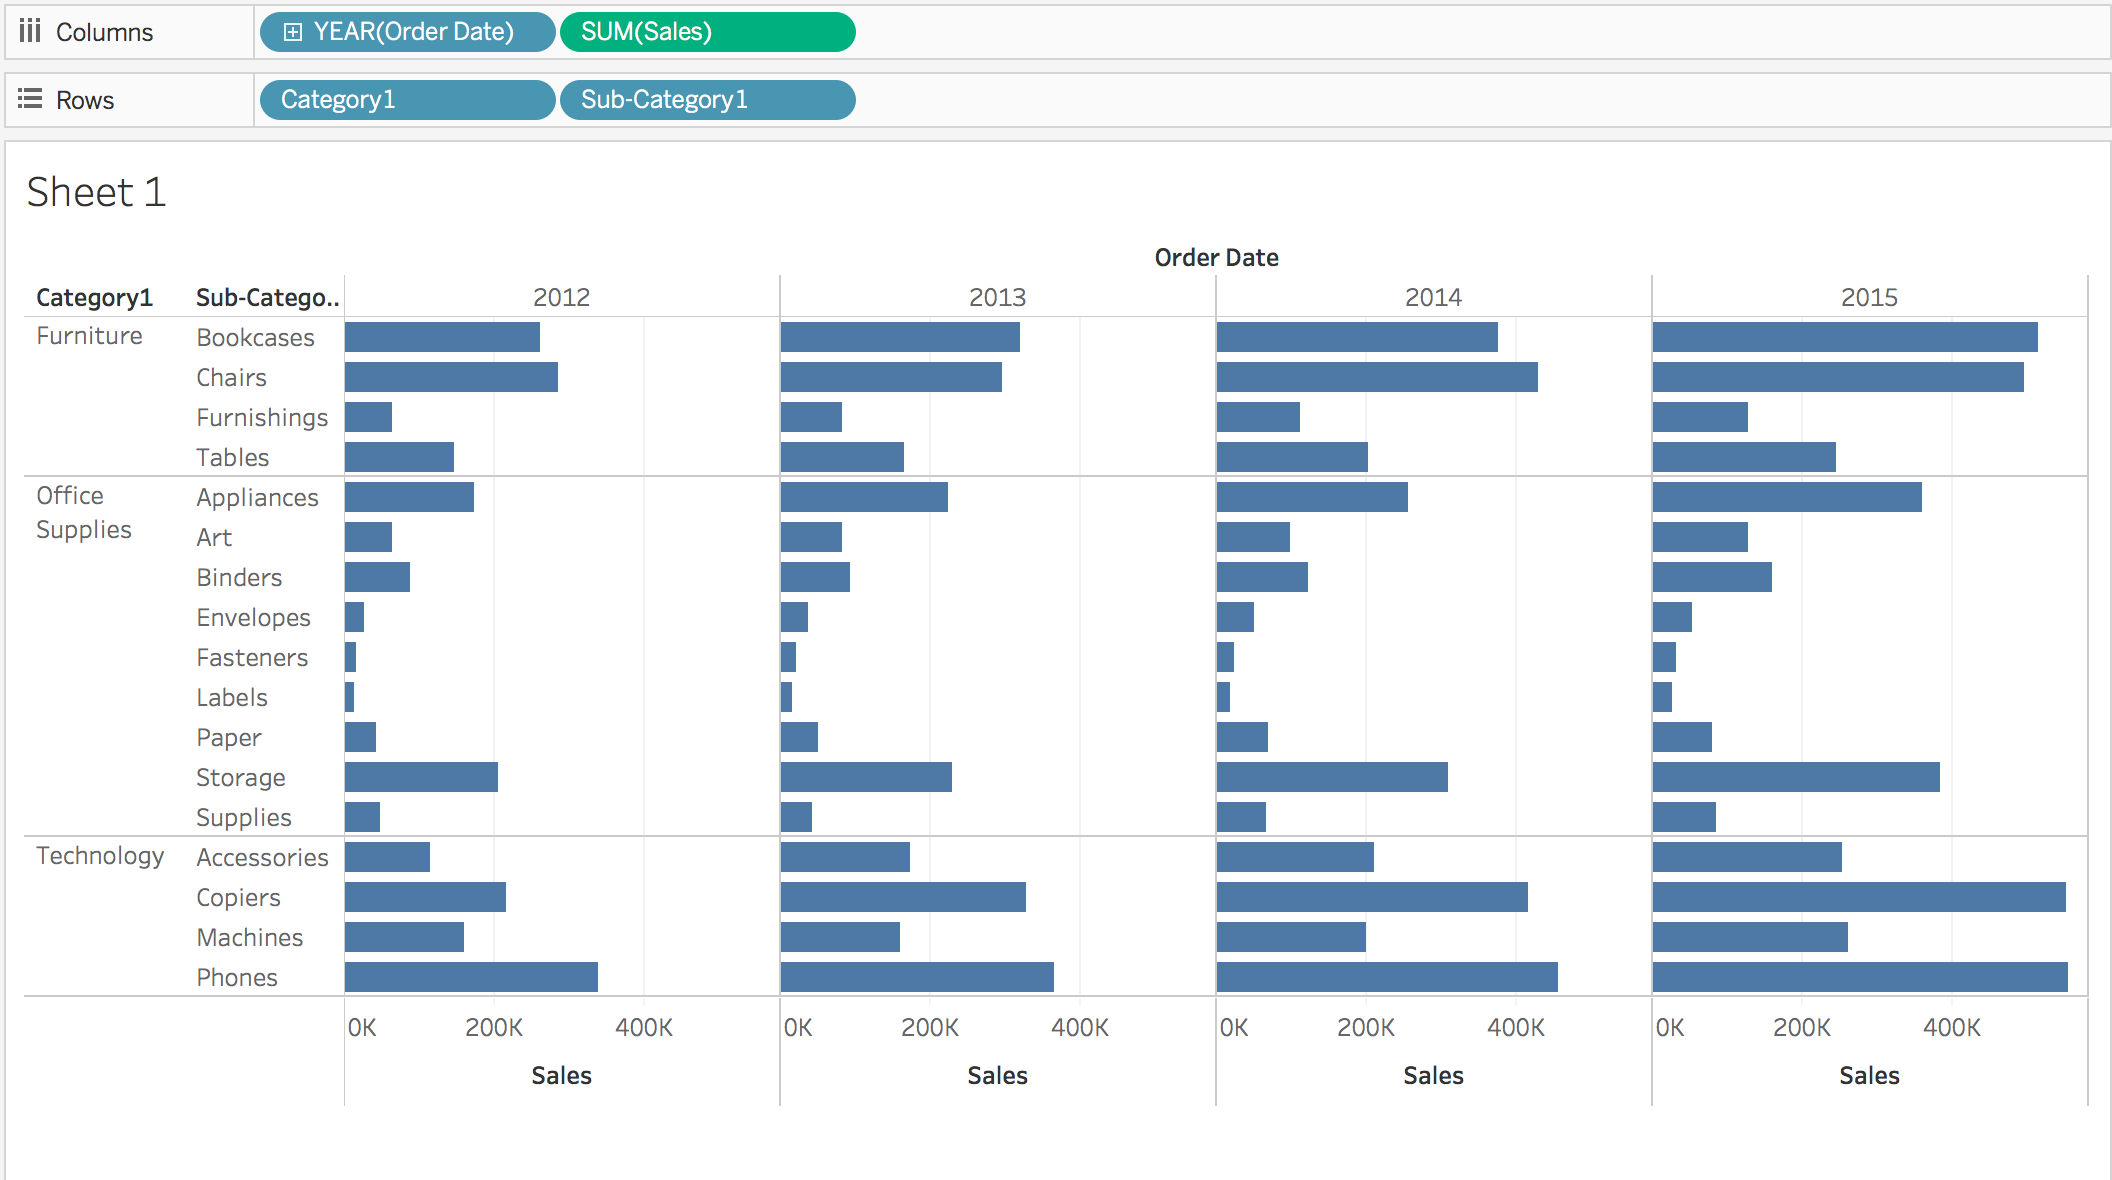 Columns YEAR(Order Date) SUM(Sales)
Rows Category1 Sub-Category1
Sheet 1
Order Date
Category1 Sub-Catego.. 2012 2013 2014 2015
Furniture Bookcases
Chairs
Furnishings
Tables
Office Supplies Appliances
Art
Binders
Envelopes
Fasteners
Labels
Paper
Storage
Supplies
Technology Accessories
Copiers
Machines
Phones
0K 200K 400K 0K 200K 400K 0K 200K 400K 0K 200K 400K
Sales Sales Sales Sales